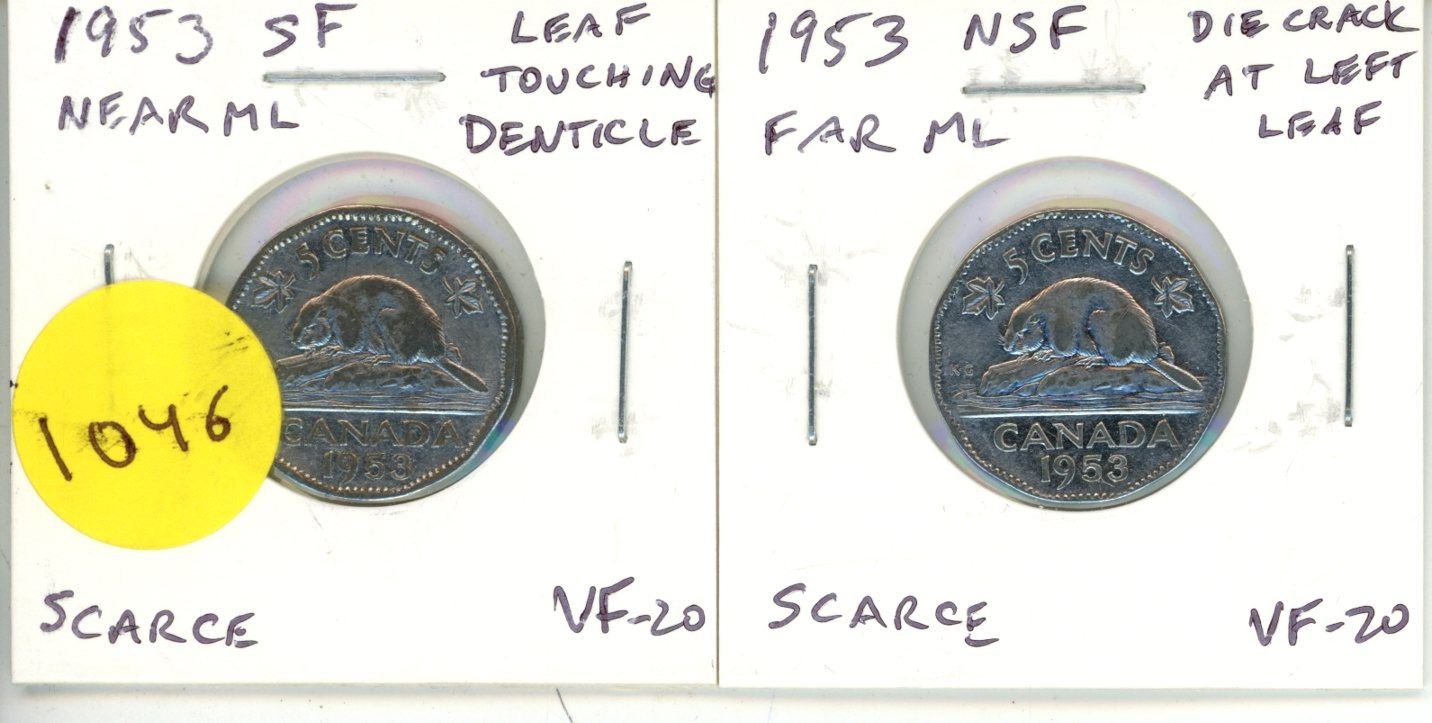 1953 SF
NEAR ML
LEAF
TOUCHING
DENTICLE
5 CENTS
CANADA
1953
1046
SCARCE
VF-20
1953 NSF
FAR ML
DIE CRACK
AT LEFT
LEAF
5 CENTS
KG
CANADA
1953
SCARCE
VF-20